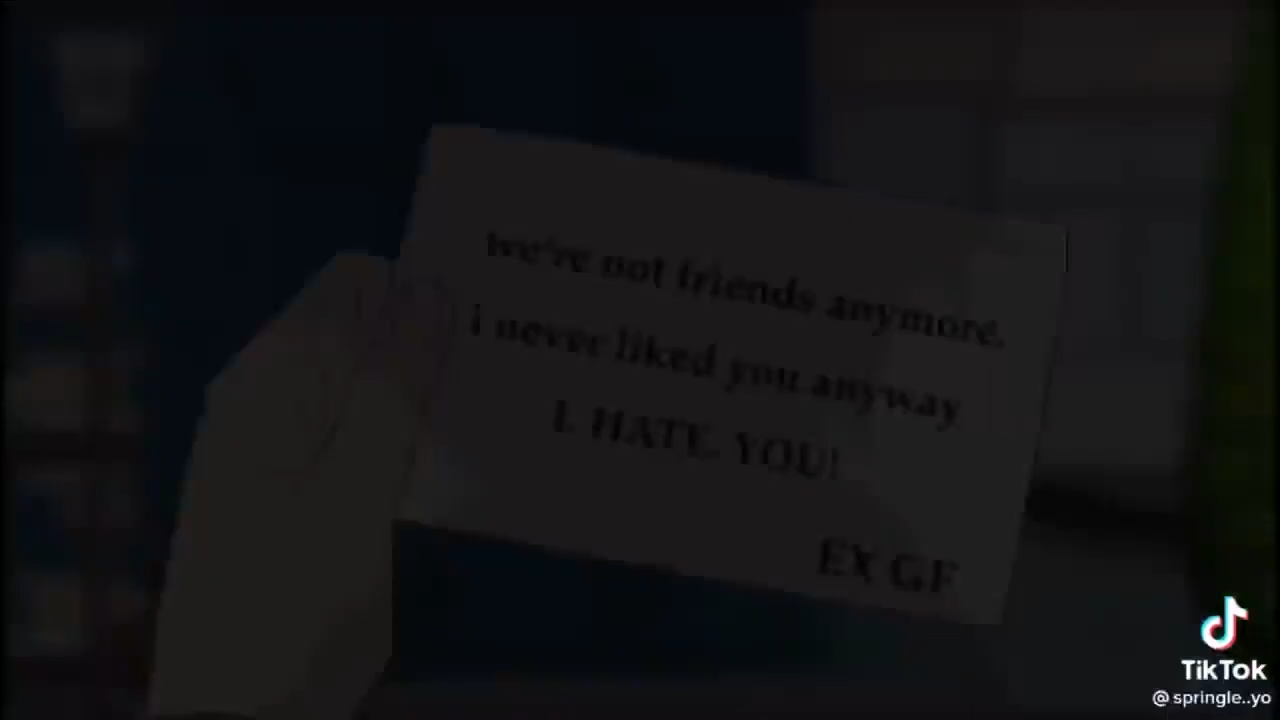 we're not friends anymore.
i never liked you anyway
I. HATE. YOU!
EX GF
TikTok
@springle..yo